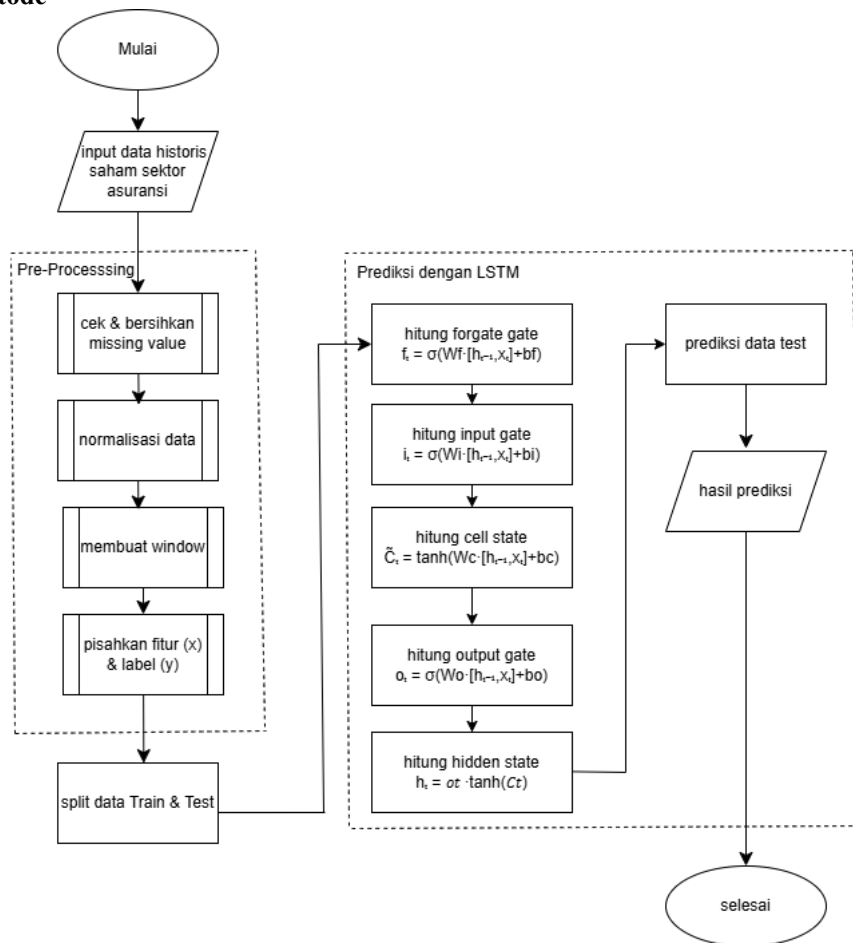 Mulai
input data historis
saham sektor
asuransi
Pre-Processsing
cek & bersihkan
missing value
normalisasi data
membuat window
pisahkan fitur (x)
& label (y)
split data Train & Test
Prediksi dengan LSTM
hitung forgate gate
fₜ = σ(Wf·[hₜ₋₁,xₜ]+bf)
hitung input gate
iₜ = σ(Wi·[hₜ₋₁,xₜ]+bi)
hitung cell state
C̃ₜ = tanh(Wc·[hₜ₋₁,xₜ]+bc)
hitung output gate
oₜ = σ(Wo·[hₜ₋₁,xₜ]+bo)
hitung hidden state
hₜ = ot ·tanh(Ct)
prediksi data test
hasil prediksi
selesai